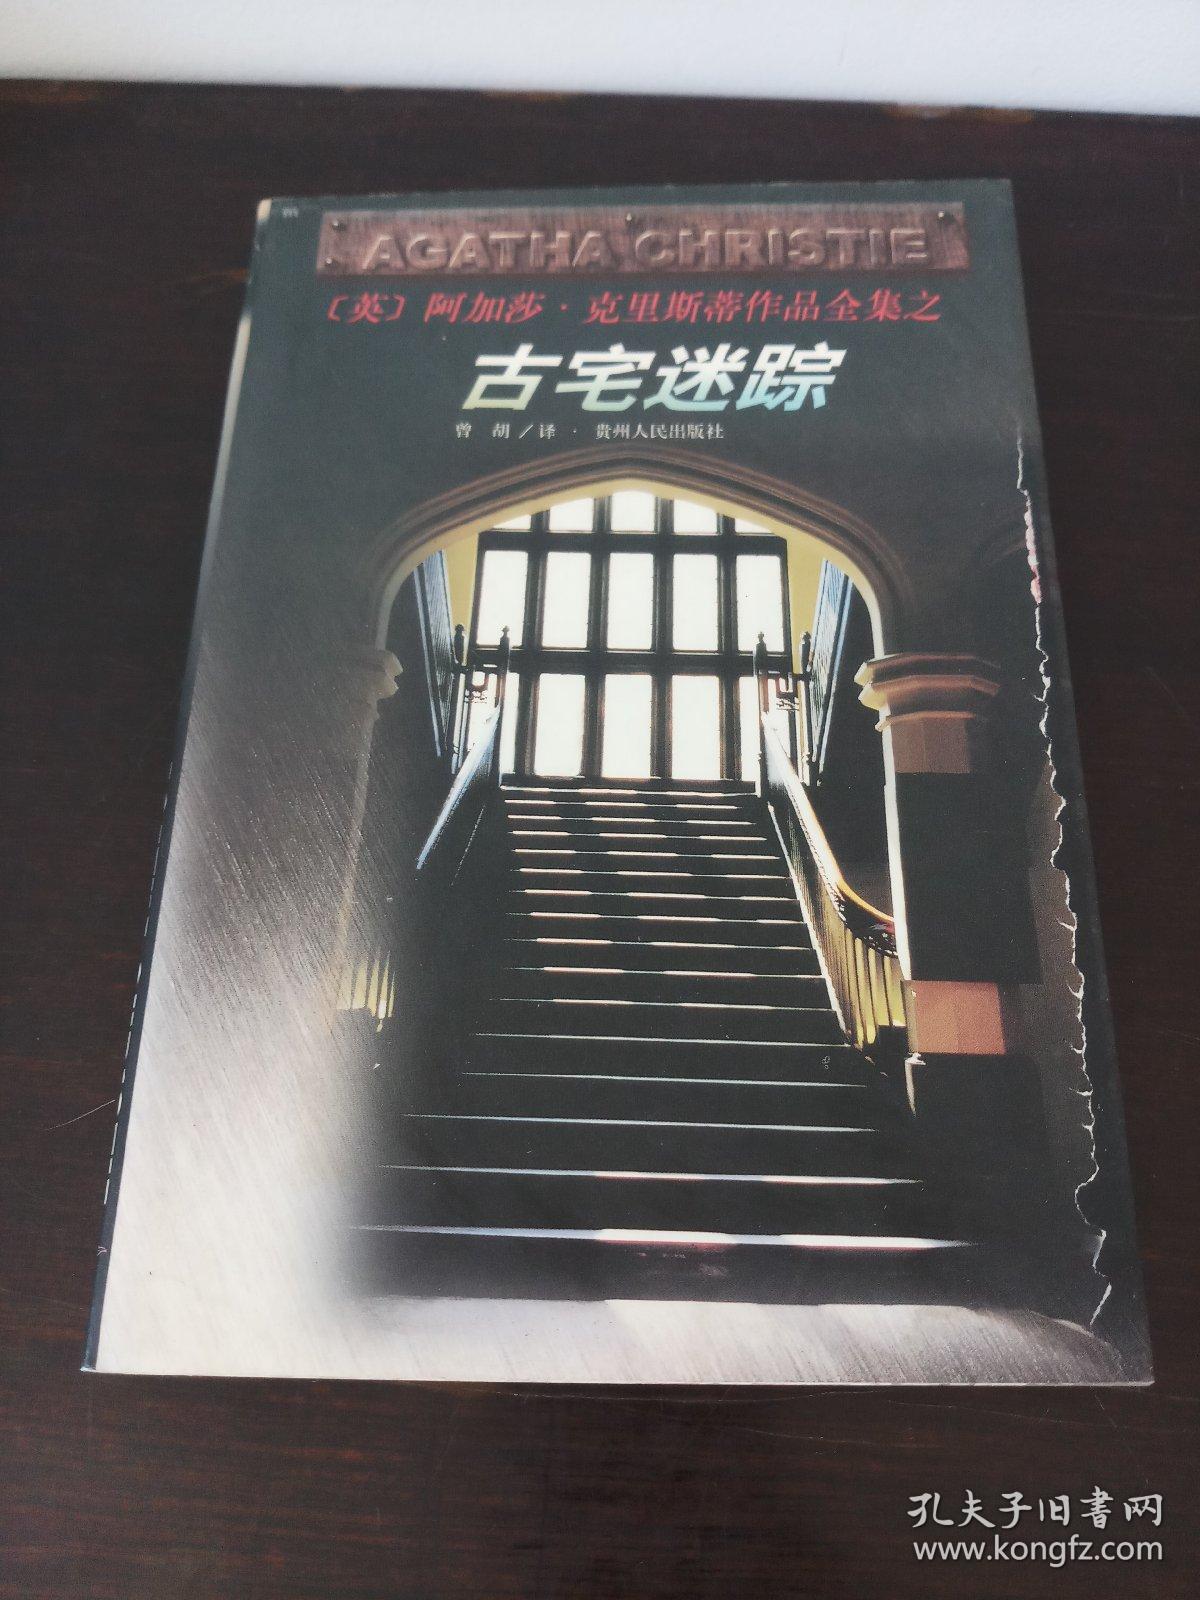 AGATHA CHRISTIE
〔英〕阿加莎·克里斯蒂作品全集之
古宅迷踪
曾 胡／译 · 贵州人民出版社
孔夫子旧书网
www.kongfz.com